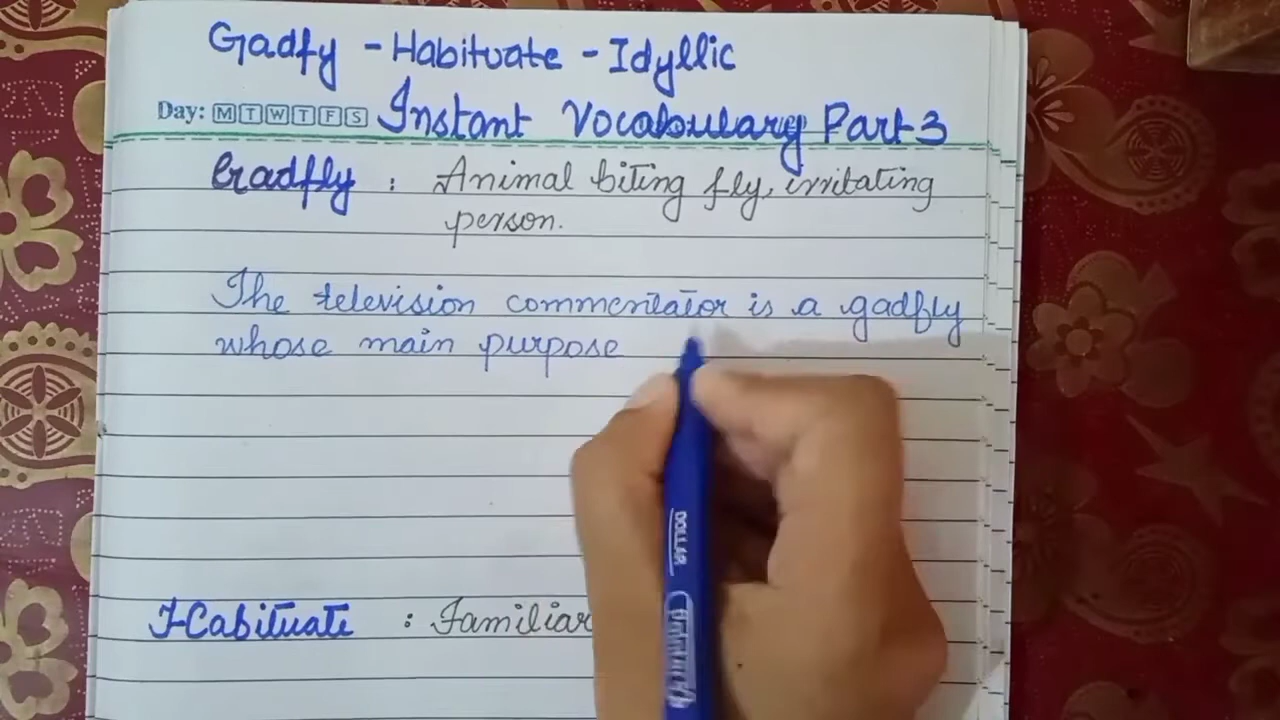 Gadfy - Habituate - Idyllic
Day: M T W T F S Instant Vocabulary Part 3
Gradfly : Animal biting fly, irritating
person.
The television commentator is a gadfly
whose main purpose
Habituate : Familiar
DOLLAR